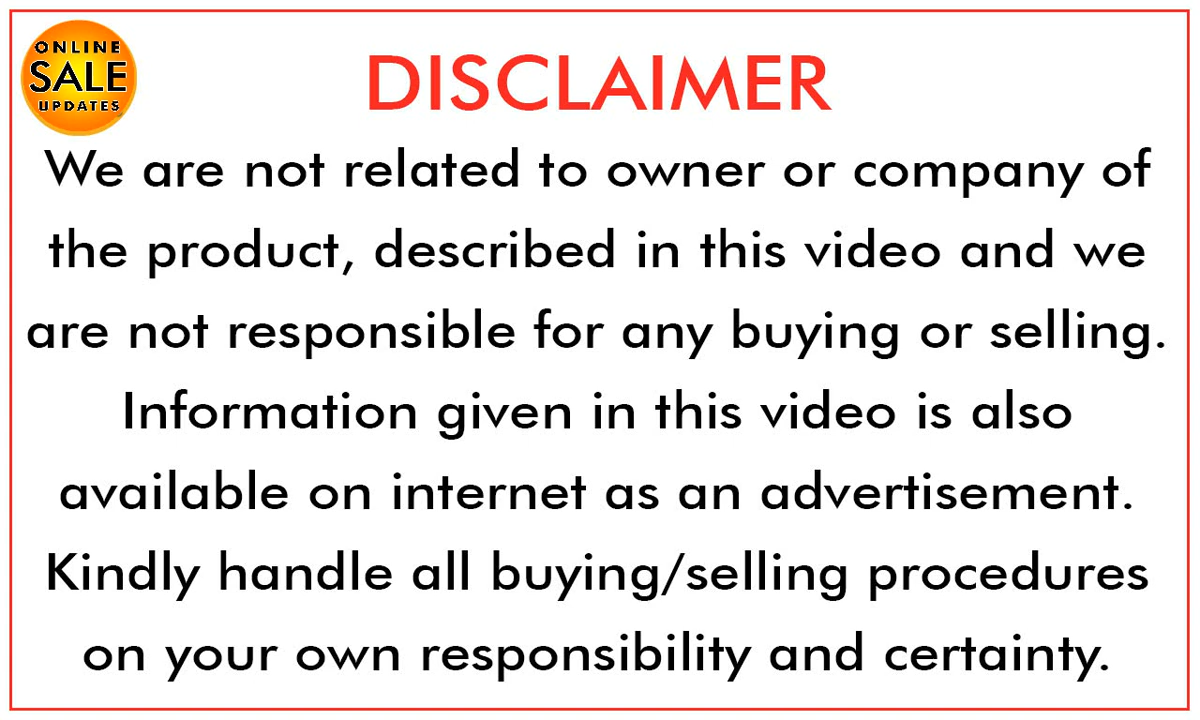 ONLINE
SALE
UPDATES
DISCLAIMER
We are not related to owner or company of
the product, described in this video and we
are not responsible for any buying or selling.
Information given in this video is also
available on internet as an advertisement.
Kindly handle all buying/selling procedures
on your own responsibility and certainty.